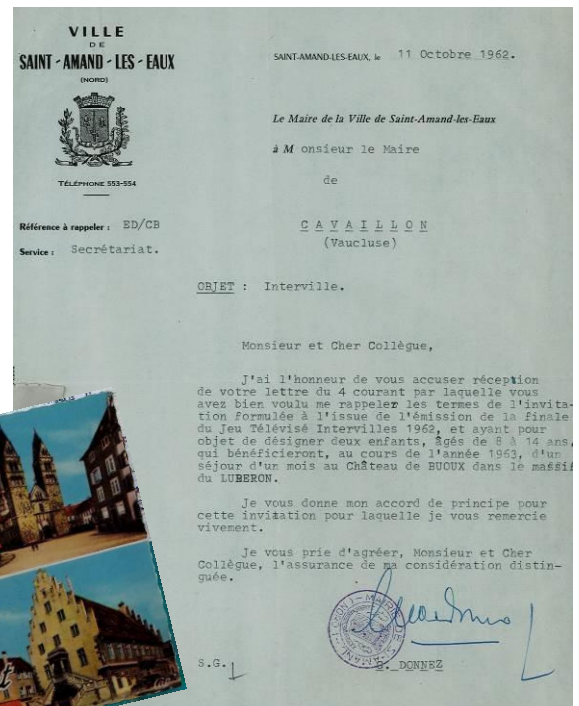 VILLE
DE
SAINT-AMAND-LES-EAUX
(NORD)
TÉLÉPHONE 553-554
SAINT-AMAND-LES-EAUX, le 11 Octobre 1962.
Le Maire de la Ville de Saint-Amand-les-Eaux
à Monsieur le Maire
de
CAVAILLON
(Vaucluse)
Référence à rappeler : ED/CB
Service : Secrétariat.
OBJET : Interville.
Monsieur et Cher Collègue,
J'ai l'honneur de vous accuser réception
de votre lettre du 4 courant par laquelle vous
avez bien voulu me rappeler les termes de l'invita-
tion formulée à l'issue de l'émission de la finale
du Jeu Télévisé Intervilles 1962, et ayant pour
objet de désigner deux enfants, âgés de 8 à 14 ans,
qui bénéficieront, au cours de l'année 1963, d'un
séjour d'un mois au Château de BUOUX dans le massif
du LUBERON.
Je vous donne mon accord de principe pour
cette invitation pour laquelle je vous remercie
vivement.
Je vous prie d'agréer, Monsieur et Cher
Collègue, l'assurance de ma considération distin-
guée.
MAIRIE DE ST-AMAND
S.G.
DONNEZ